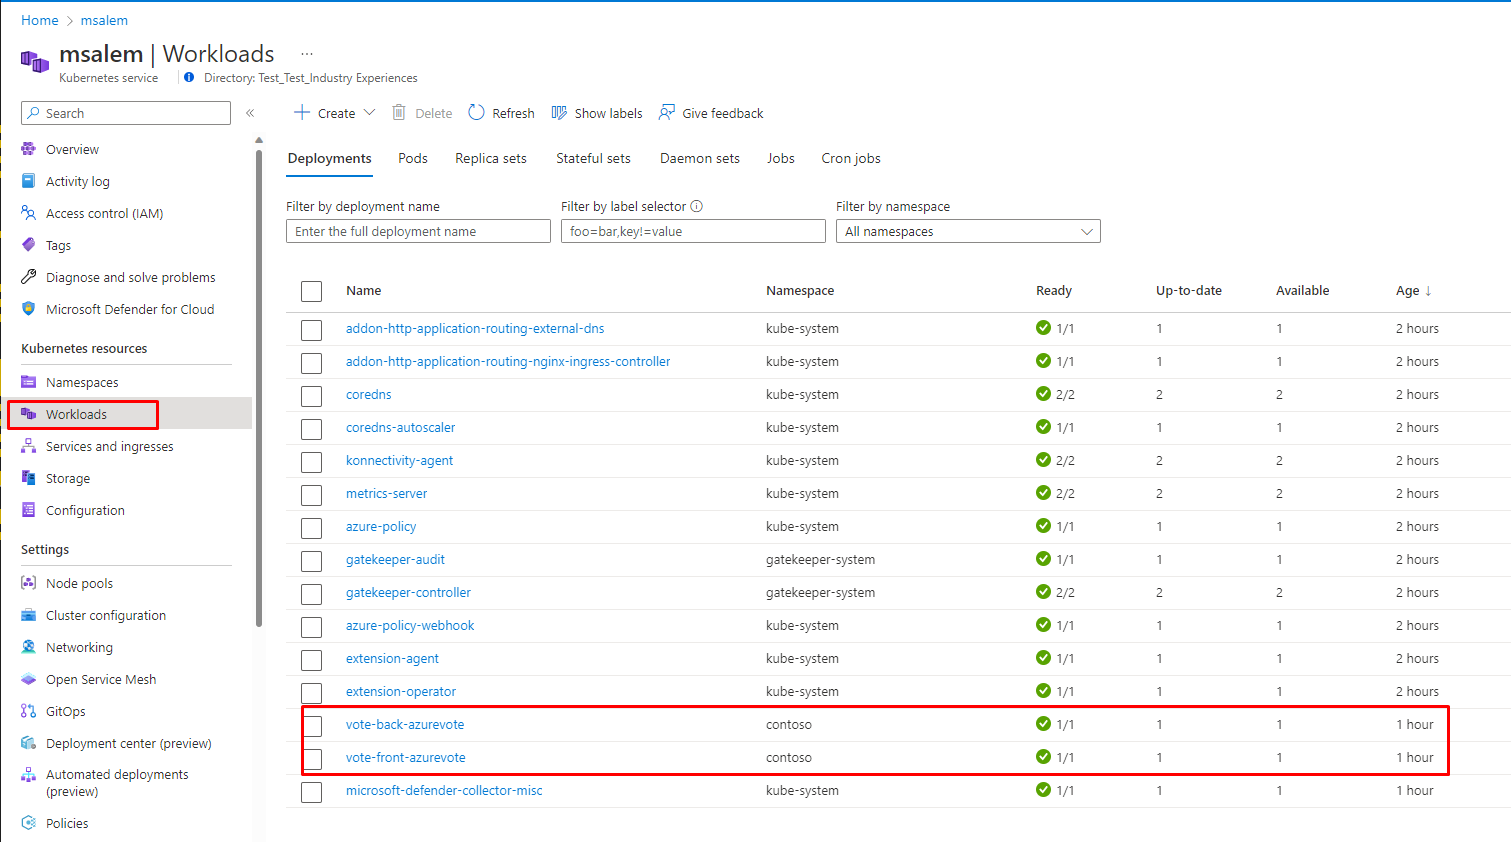 Home > msalem
msalem | Workloads ...
Kubernetes service Directory: Test_Test_Industry Experiences
Search «
Create Delete Refresh Show labels Give feedback
Overview
Activity log
Access control (IAM)
Tags
Diagnose and solve problems
Microsoft Defender for Cloud
Kubernetes resources
Namespaces
Workloads
Services and ingresses
Storage
Configuration
Settings
Node pools
Cluster configuration
Networking
Open Service Mesh
GitOps
Deployment center (preview)
Automated deployments
(preview)
Policies
Deployments Pods Replica sets Stateful sets Daemon sets Jobs Cron jobs
Filter by deployment name Filter by label selector Filter by namespace
Enter the full deployment name foo=bar,key!=value All namespaces
Name Namespace Ready Up-to-date Available Age ↓
addon-http-application-routing-external-dns kube-system 1/1 1 1 2 hours
addon-http-application-routing-nginx-ingress-controller kube-system 1/1 1 1 2 hours
coredns kube-system 2/2 2 2 2 hours
coredns-autoscaler kube-system 1/1 1 1 2 hours
konnectivity-agent kube-system 2/2 2 2 2 hours
metrics-server kube-system 2/2 2 2 2 hours
azure-policy kube-system 1/1 1 1 2 hours
gatekeeper-audit gatekeeper-system 1/1 1 1 2 hours
gatekeeper-controller gatekeeper-system 2/2 2 2 2 hours
azure-policy-webhook kube-system 1/1 1 1 2 hours
extension-agent kube-system 1/1 1 1 2 hours
extension-operator kube-system 1/1 1 1 2 hours
vote-back-azurevote contoso 1/1 1 1 1 hour
vote-front-azurevote contoso 1/1 1 1 1 hour
microsoft-defender-collector-misc kube-system 1/1 1 1 1 hour